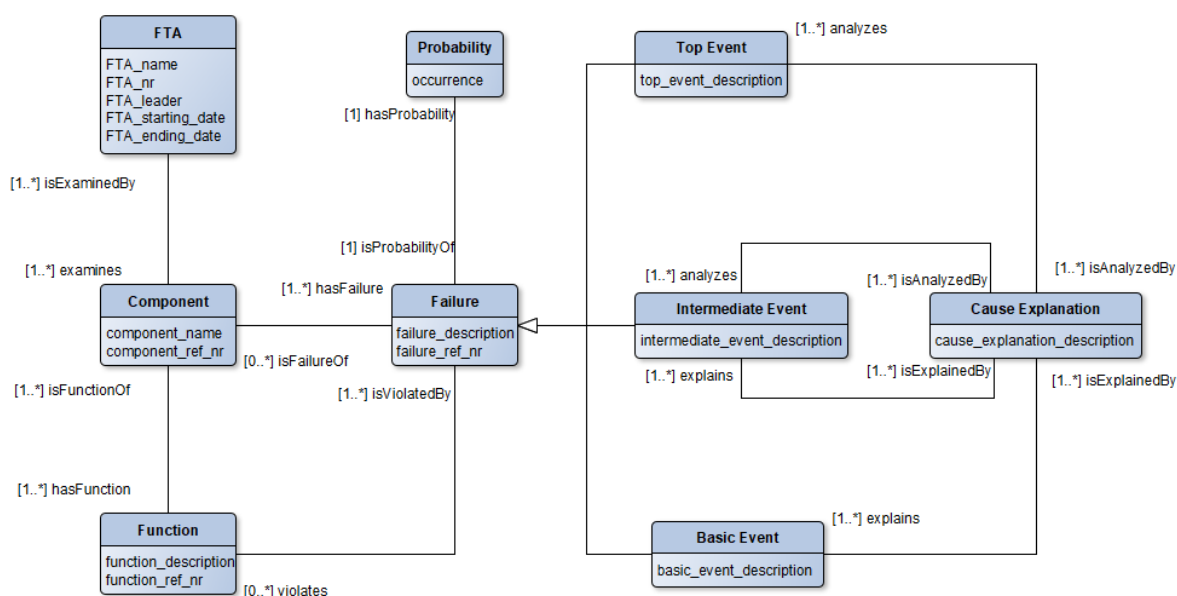 FTA
FTA_name
FTA_nr
FTA_leader
FTA_starting_date
FTA_ending_date
Probability
occurrence
Top Event
top_event_description
[1..*] analyzes
[1] hasProbability
[1..*] isExaminedBy
[1] isProbabilityOf
[1..*] examines
[1..*] hasFailure
[1..*] analyzes
[1..*] isAnalyzedBy
[1..*] isAnalyzedBy
Component
component_name
component_ref_nr
Failure
failure_description
failure_ref_nr
Intermediate Event
intermediate_event_description
Cause Explanation
cause_explanation_description
[0..*] isFailureOf
[1..*] isFunctionOf
[1..*] isViolatedBy
[1..*] explains
[1..*] isExplainedBy
[1..*] isExplainedBy
[1..*] hasFunction
[1..*] explains
Function
function_description
function_ref_nr
[0..*] violates
Basic Event
basic_event_description